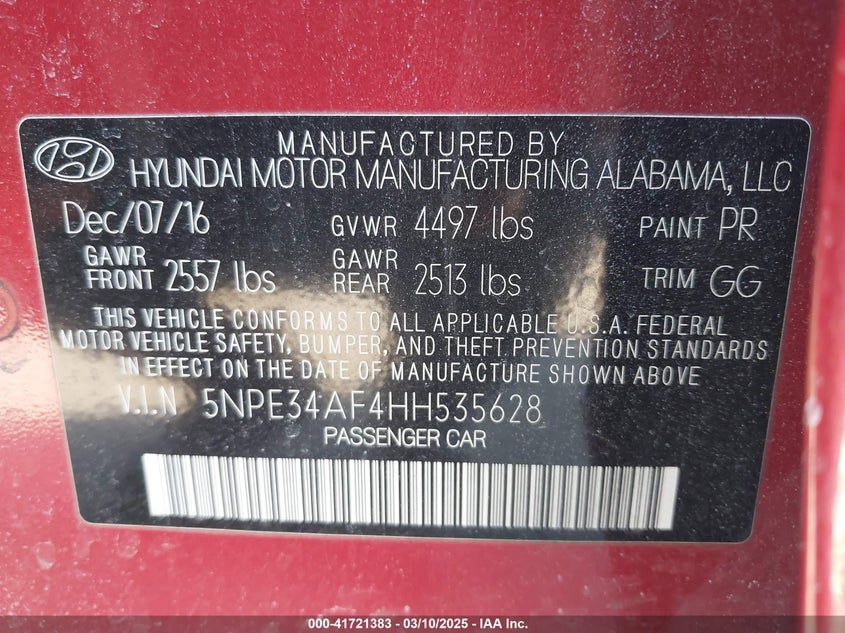 MANUFACTURED BY
HYUNDAI MOTOR MANUFACTURING ALABAMA, LLC
Dec/07/16 GVWR 4497 lbs PAINT PR
GAWR FRONT 2557 lbs GAWR REAR 2513 lbs TRIM GG
THIS VEHICLE CONFORMS TO ALL APPLICABLE U.S.A. FEDERAL
MOTOR VEHICLE SAFETY, BUMPER, AND THEFT PREVENTION STANDARDS
IN EFFECT ON THE DATE OF MANUFACTURE SHOWN ABOVE
V.I.N 5NPE34AF4HH535628
PASSENGER CAR
000-41721383 - 03/10/2025 - IAA Inc.